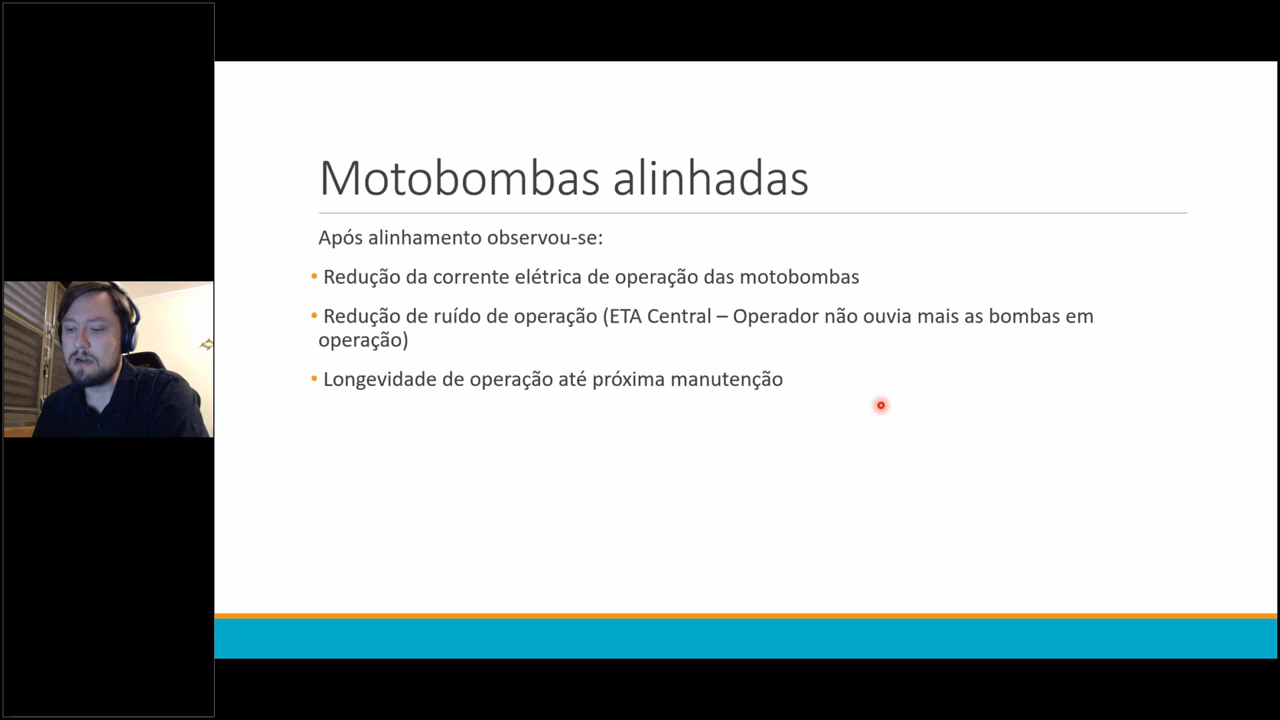 Motobombas alinhadas
Após alinhamento observou-se:
• Redução da corrente elétrica de operação das motobombas
• Redução de ruído de operação (ETA Central – Operador não ouvia mais as bombas em
operação)
• Longevidade de operação até próxima manutenção